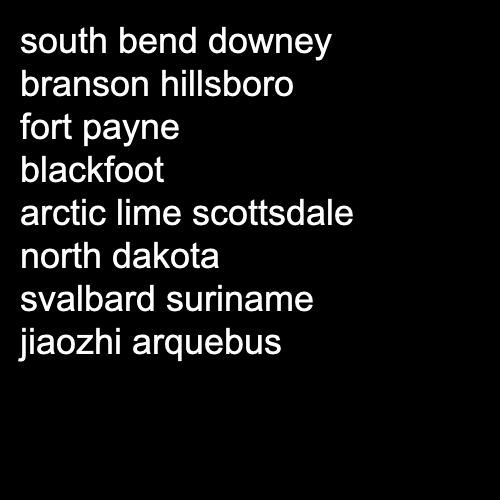 south bend downey
branson hillsboro
fort payne
blackfoot
arctic lime scottsdale
north dakota
svalbard suriname
jiaozhi arquebus